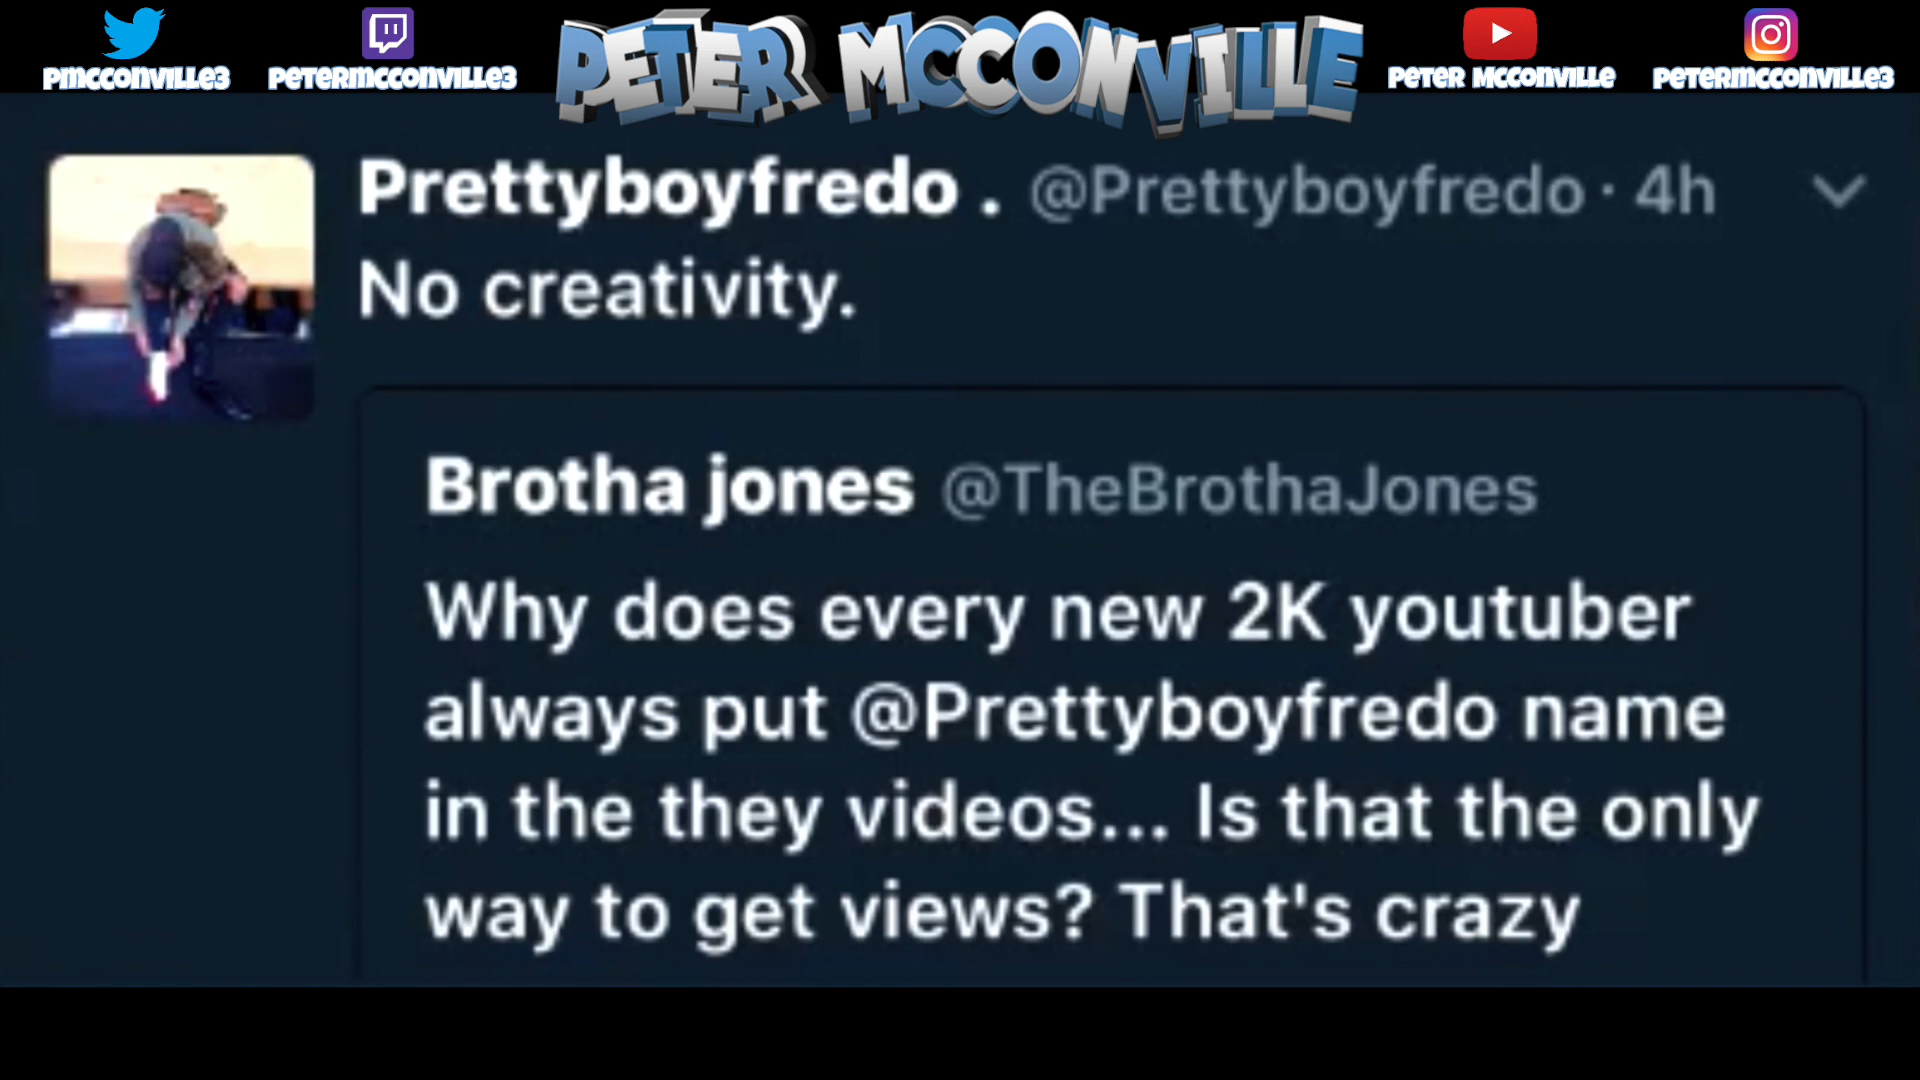 PMCCONVILLE3
PETERMCCONVILLE3
PETER MCCONVILLE
PETER MCCONVILLE
PETERMCCONVILLE3
Prettyboyfredo . @Prettyboyfredo · 4h
No creativity.
Brotha jones @TheBrothaJones
Why does every new 2K youtuber
always put @Prettyboyfredo name
in the they videos... Is that the only
way to get views? That's crazy